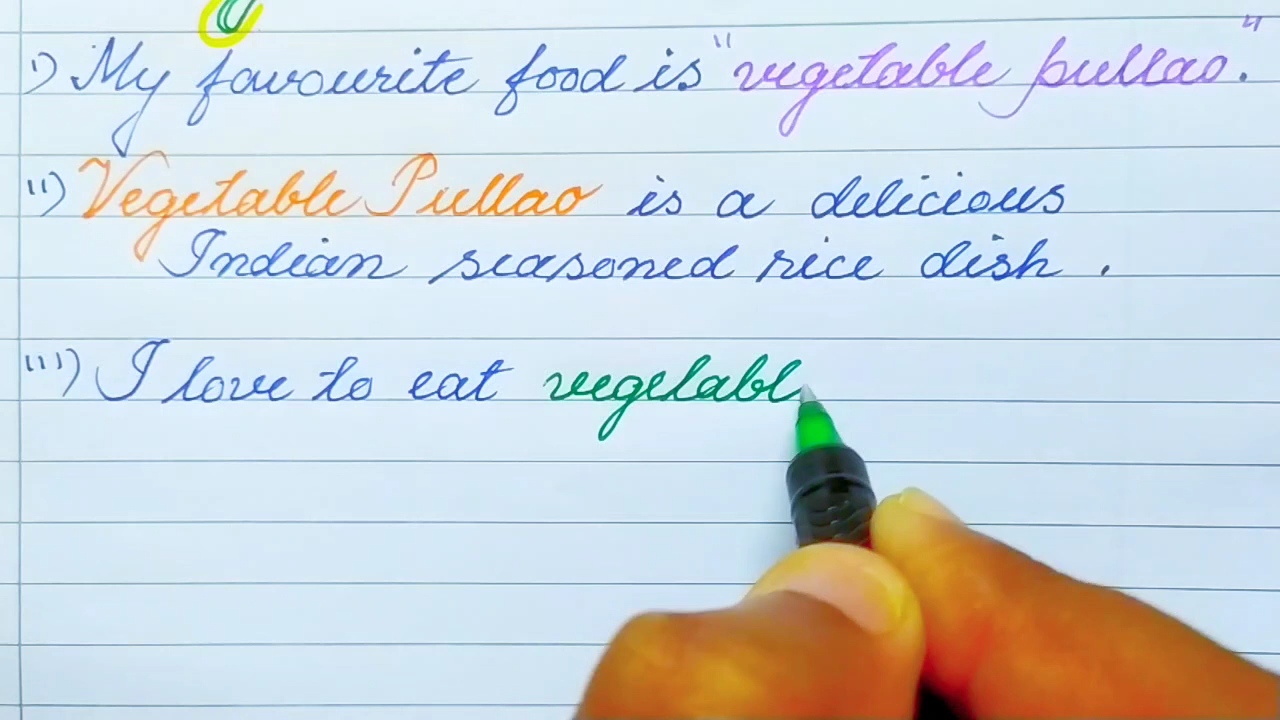 i) My favourite food is "vegetable pullao".
ii) Vegetable Pullao is a delicious
Indian seasoned rice dish.
iii) I love to eat vegetabl